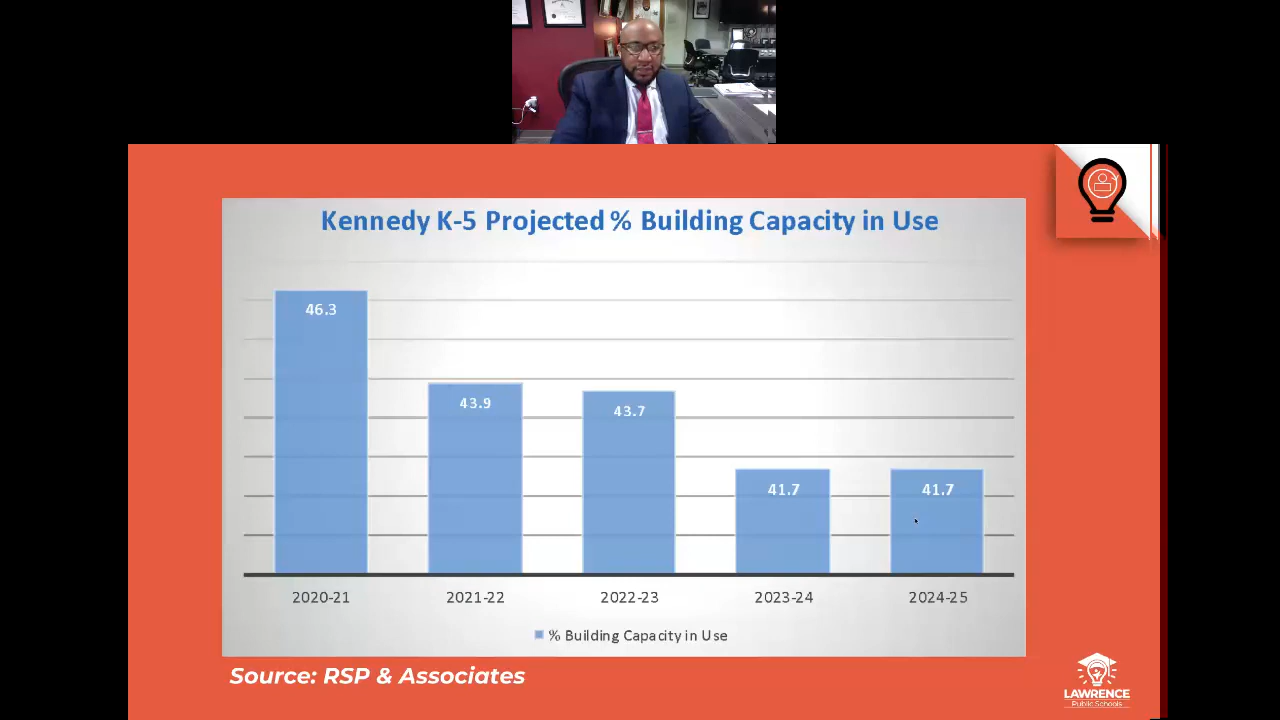 Kennedy K-5 Projected % Building Capacity in Use
46.3
43.9
43.7
41.7
41.7
2020-21
2021-22
2022-23
2023-24
2024-25
% Building Capacity in Use
Source: RSP & Associates
LAWRENCE
Public Schools